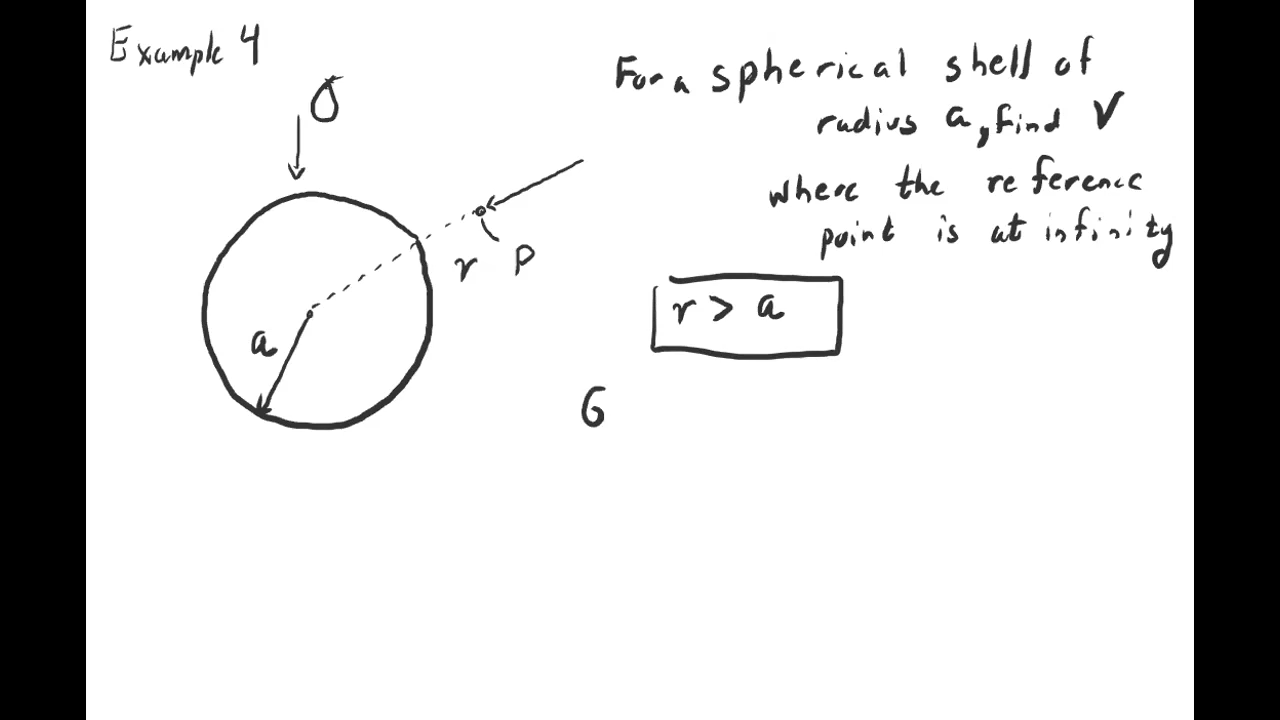 Example 4
For a spherical shell of
radius a, find V
where the reference
point is at infinity
σ
r P
a
r > a
G